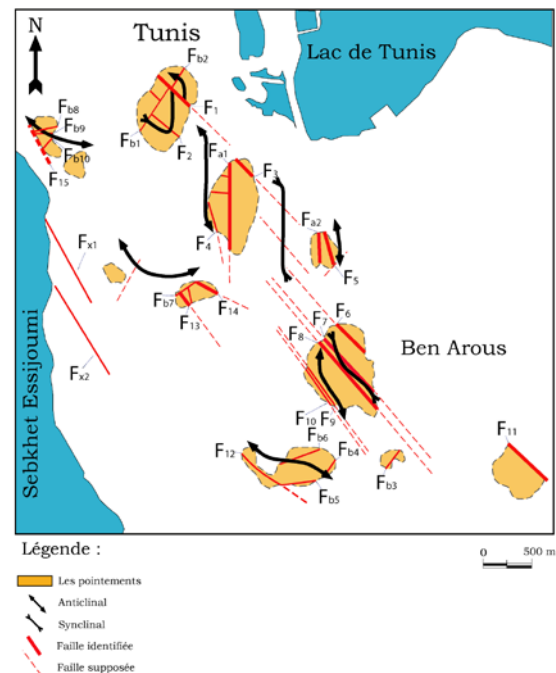 N
Tunis
Lac de Tunis
Fb2
Fb8
Fb9
Fb10
F15
Fb1
F1
F2
Fa1
F3
F4
Fa2
F5
Fx1
Fx2
Fb7
F13
F14
F6
F7
F8
Ben Arous
F10 F9
F11
F12
Fb6
Fb4
Fb5
Fb3
Sebkhet Essijoumi
Légende :
0 500 m
Les pointements
Anticlinal
Synclinal
Faille identifiée
Faille supposée